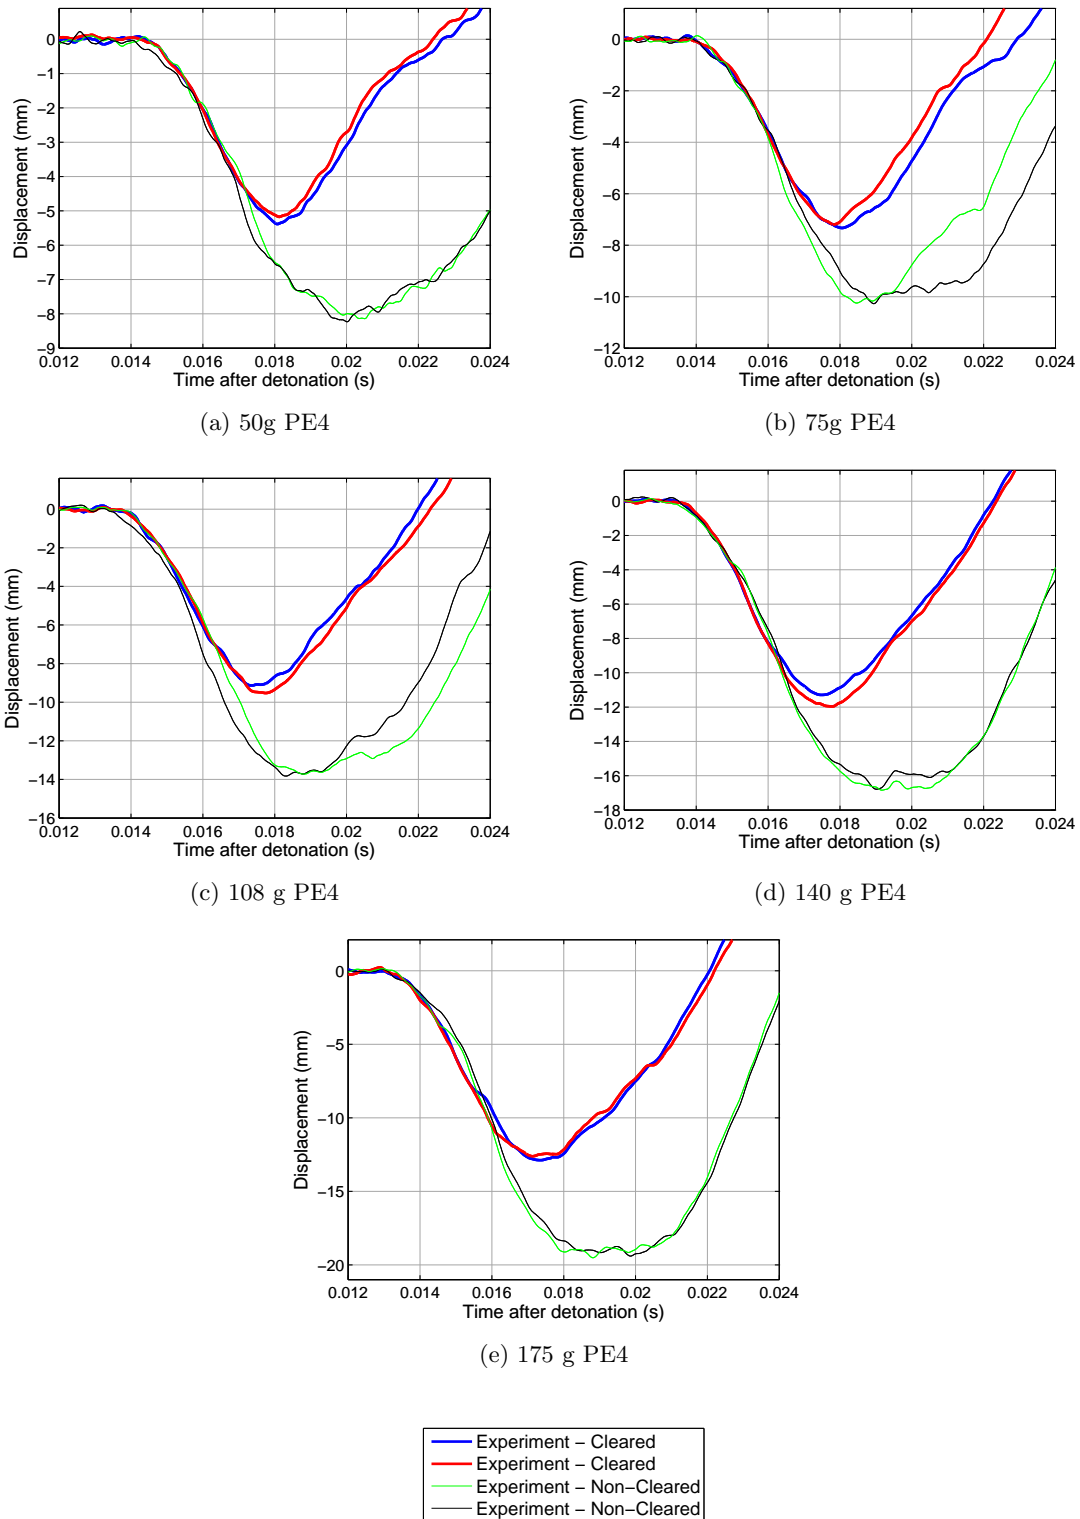 0
−1
−2
−3
−4
−5
−6
−7
−8
−9
Displacement (mm)
0.012 0.014 0.016 0.018 0.02 0.022 0.024
Time after detonation (s)
(a) 50g PE4
0
−2
−4
−6
−8
−10
−12
Displacement (mm)
0.012 0.014 0.016 0.018 0.02 0.022 0.024
Time after detonation (s)
(b) 75g PE4
0
−2
−4
−6
−8
−10
−12
−14
−16
Displacement (mm)
0.012 0.014 0.016 0.018 0.02 0.022 0.024
Time after detonation (s)
(c) 108 g PE4
0
−2
−4
−6
−8
−10
−12
−14
−16
−18
Displacement (mm)
0.012 0.014 0.016 0.018 0.02 0.022 0.024
Time after detonation (s)
(d) 140 g PE4
0
−5
−10
−15
−20
Displacement (mm)
0.012 0.014 0.016 0.018 0.02 0.022 0.024
Time after detonation (s)
(e) 175 g PE4
Experiment − Cleared
Experiment − Cleared
Experiment − Non−Cleared
Experiment − Non−Cleared